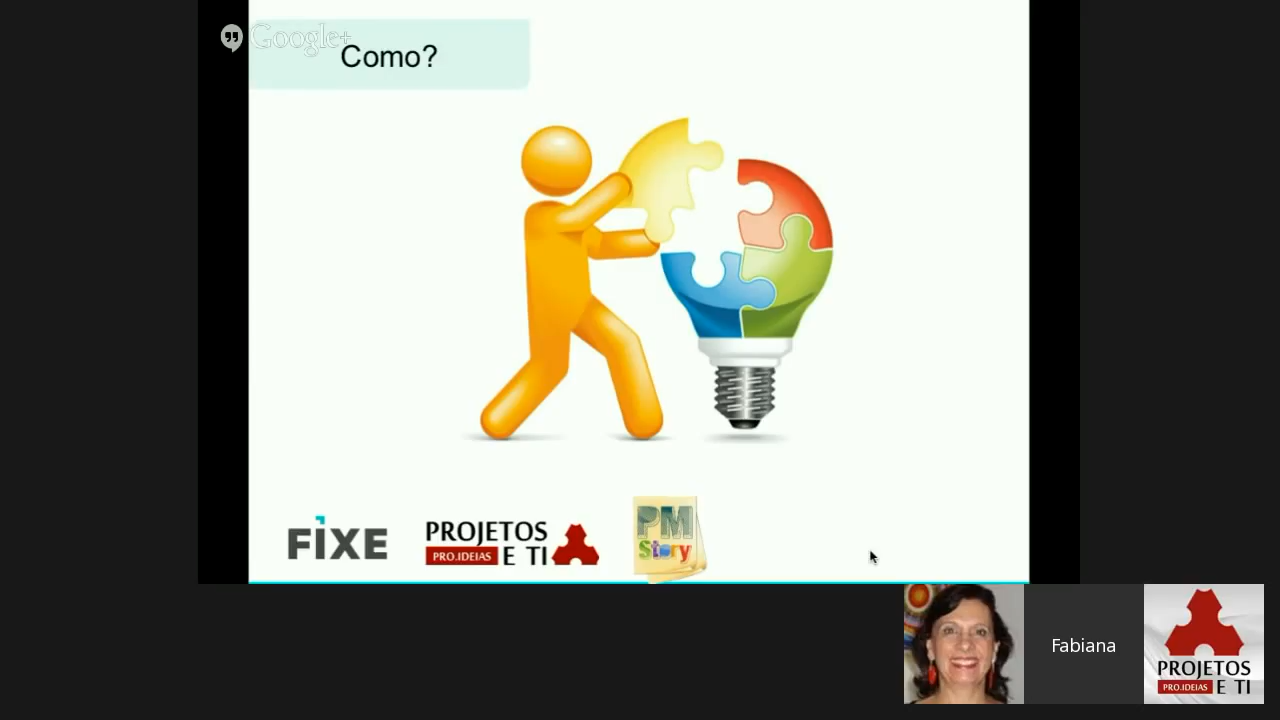 Google+
Como?
FIXE
PROJETOS
PRO.IDEIAS E TI
PM
Story
Fabiana
PROJETOS
PRO.IDEIAS E TI